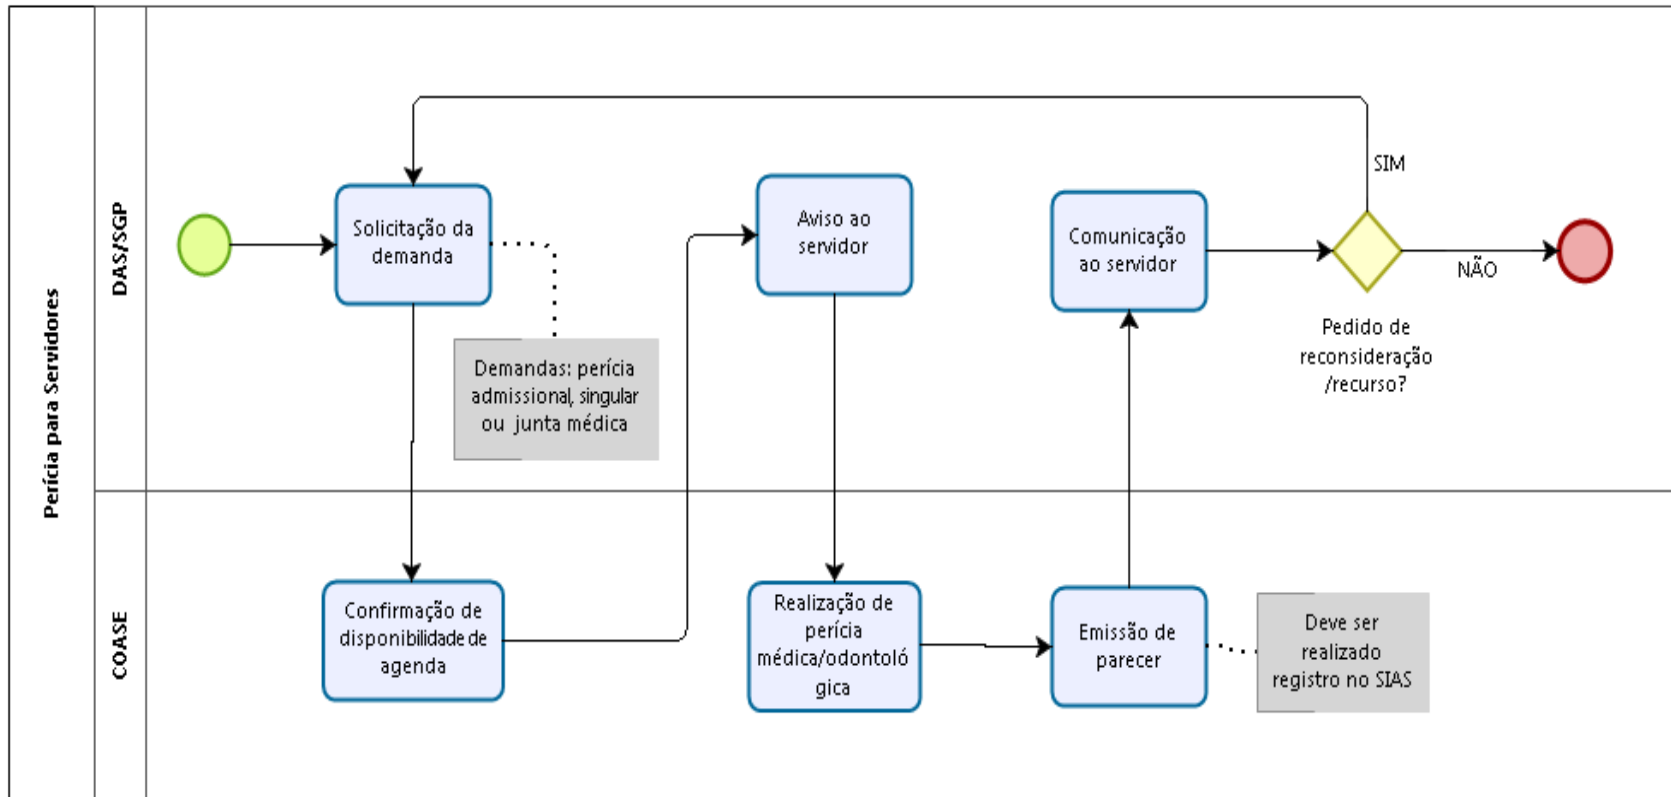 Perícia para Servidores
DAS/SGP
Solicitação da
demanda
Demandas: perícia
admissional, singular
ou junta médica
Aviso ao
servidor
Comunicação
ao servidor
SIM
NÃO
Pedido de
reconsideração
/recurso?
COASE
Confirmação de
disponibilidade de
agenda
Realização de
perícia
médica/odontoló
gica
Emissão de
parecer
Deve ser
realizado
registro no SIAS